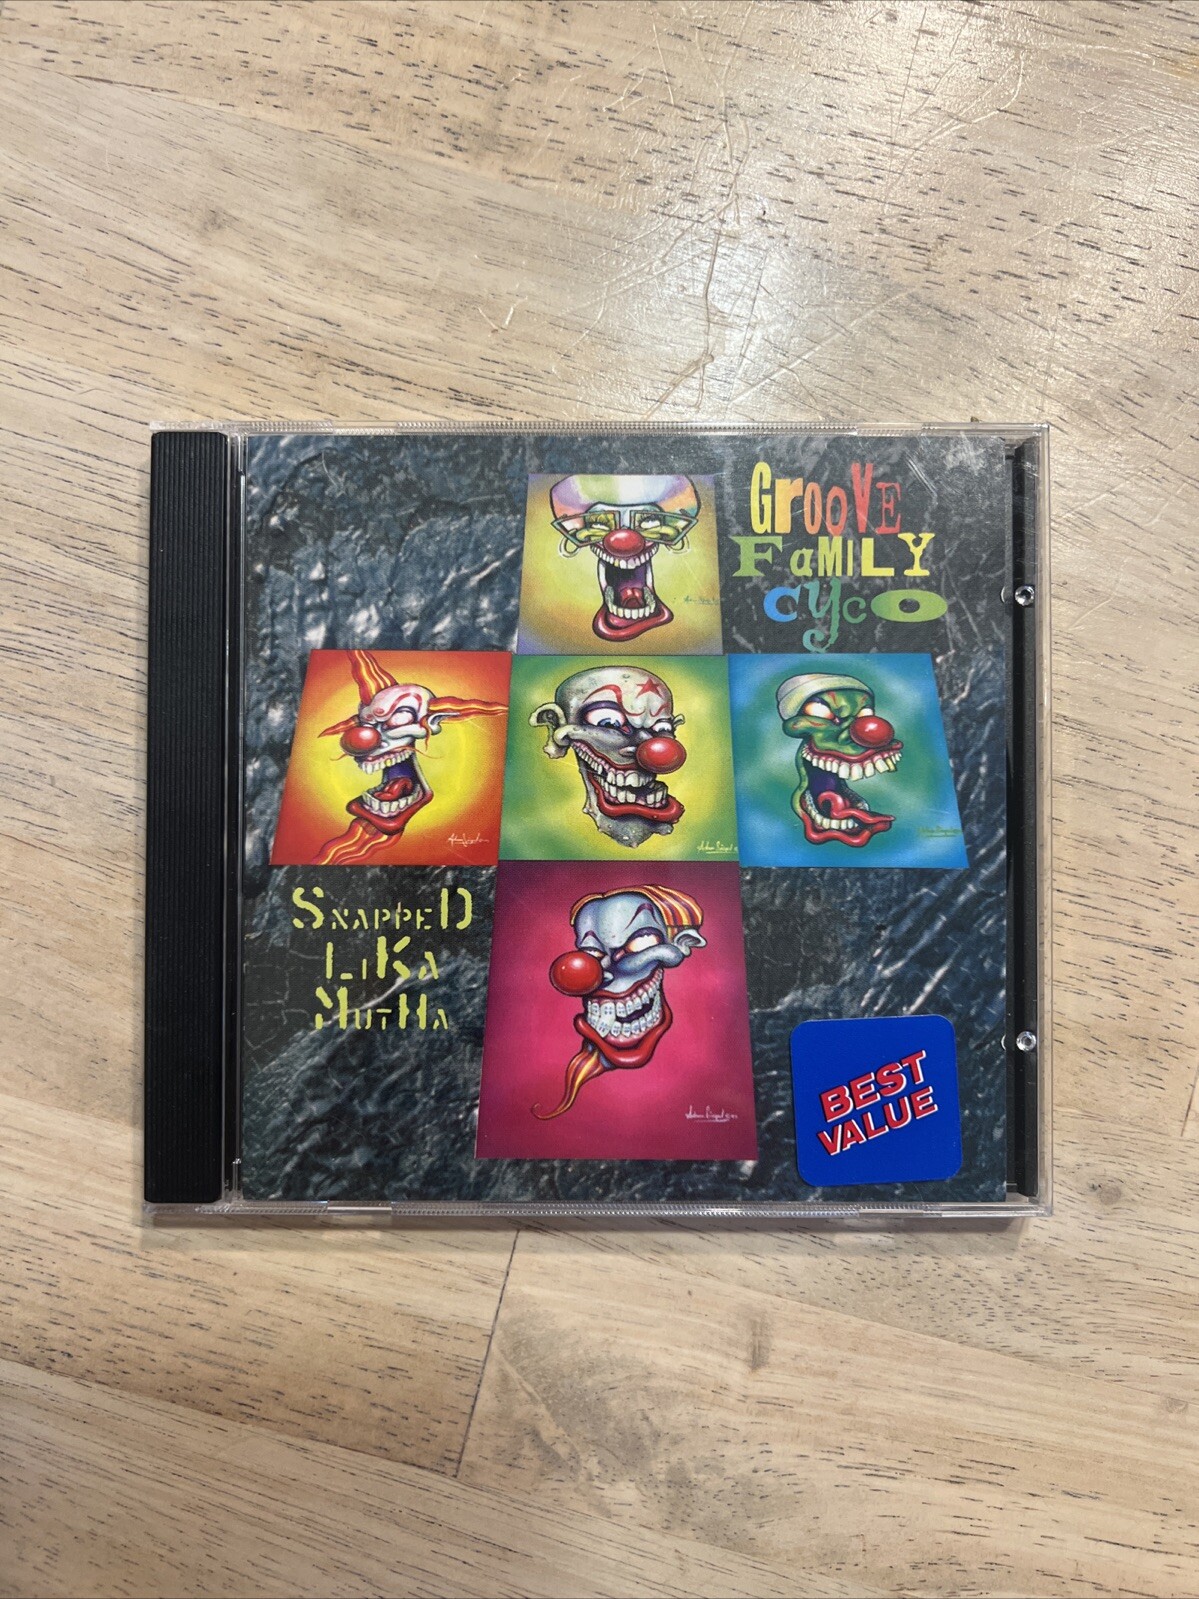 GrooVE
FaMILY
cycO
SNAPPED
LiKA
MUTHA
BEST
VALUE